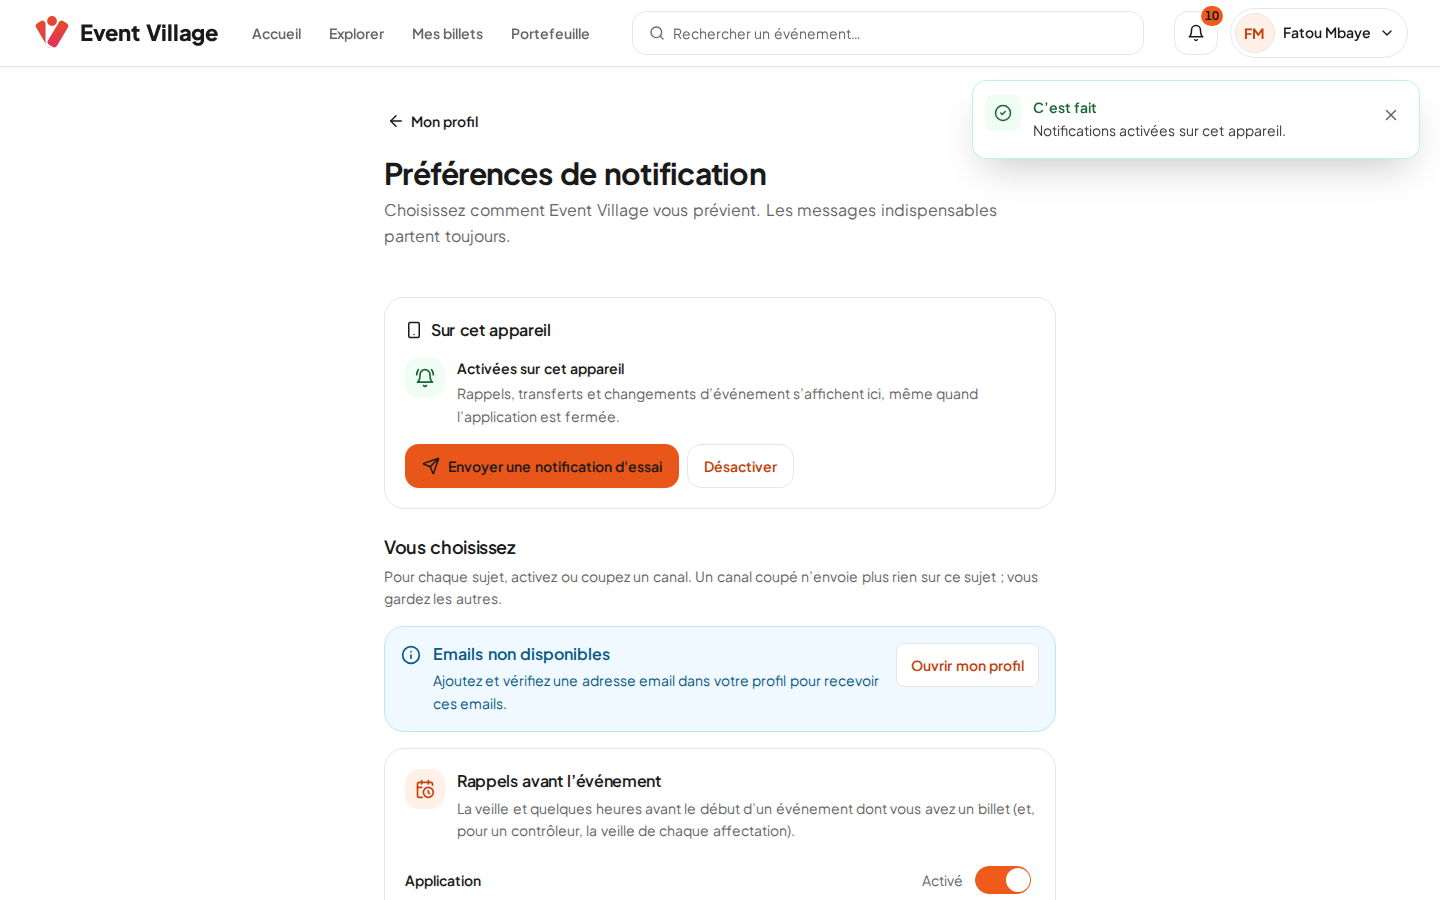 Event Village
Accueil
Explorer
Mes billets
Portefeuille
Rechercher un événement…
10
FM
Fatou Mbaye
C’est fait
Notifications activées sur cet appareil.
Mon profil
Préférences de notification
Choisissez comment Event Village vous prévient. Les messages indispensables
partent toujours.
Sur cet appareil
Activées sur cet appareil
Rappels, transferts et changements d’événement s’affichent ici, même quand
l’application est fermée.
Envoyer une notification d'essai
Désactiver
Vous choisissez
Pour chaque sujet, activez ou coupez un canal. Un canal coupé n’envoie plus rien sur ce sujet ; vous
gardez les autres.
Emails non disponibles
Ajoutez et vérifiez une adresse email dans votre profil pour recevoir
ces emails.
Ouvrir mon profil
Rappels avant l’événement
La veille et quelques heures avant le début d’un événement dont vous avez un billet (et,
pour un contrôleur, la veille de chaque affectation).
Application
Activé